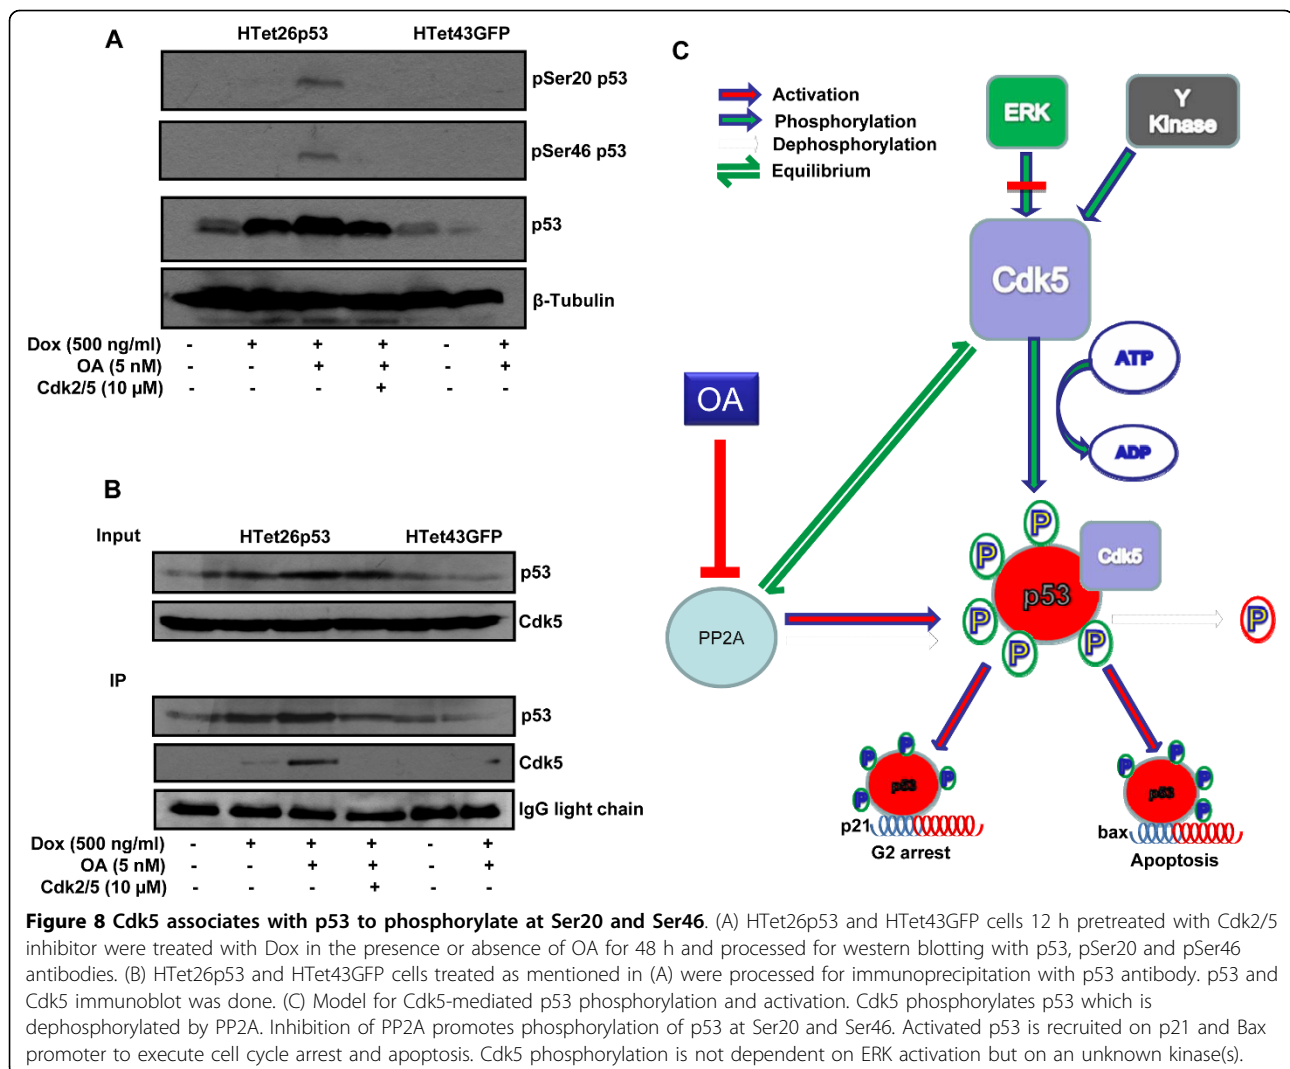 A
HTet26p53 HTet43GFP
pSer20 p53
pSer46 p53
p53
β-Tubulin
Dox (500 ng/ml) - + + + - +
OA (5 nM) - - + + - +
Cdk2/5 (10 µM) - - - + - -
B
Input HTet26p53 HTet43GFP
p53
Cdk5
IP
p53
Cdk5
IgG light chain
Dox (500 ng/ml) - + + + - +
OA (5 nM) - - + + - +
Cdk2/5 (10 µM) - - - + - -
C
Activation
Phosphorylation
Dephosphorylation
Equilibrium
ERK
Y
Kinase
Cdk5
ATP
ADP
OA
PP2A
P
P
P
P
P
p53
Cdk5
P
P
P
P
P
p53
p21
G2 arrest
P
P
P
P
p53
bax
Apoptosis
Figure 8 Cdk5 associates with p53 to phosphorylate at Ser20 and Ser46. (A) HTet26p53 and HTet43GFP cells 12 h pretreated with Cdk2/5
inhibitor were treated with Dox in the presence or absence of OA for 48 h and processed for western blotting with p53, pSer20 and pSer46
antibodies. (B) HTet26p53 and HTet43GFP cells treated as mentioned in (A) were processed for immunoprecipitation with p53 antibody. p53 and
Cdk5 immunoblot was done. (C) Model for Cdk5-mediated p53 phosphorylation and activation. Cdk5 phosphorylates p53 which is
dephosphorylated by PP2A. Inhibition of PP2A promotes phosphorylation of p53 at Ser20 and Ser46. Activated p53 is recruited on p21 and Bax
promoter to execute cell cycle arrest and apoptosis. Cdk5 phosphorylation is not dependent on ERK activation but on an unknown kinase(s).